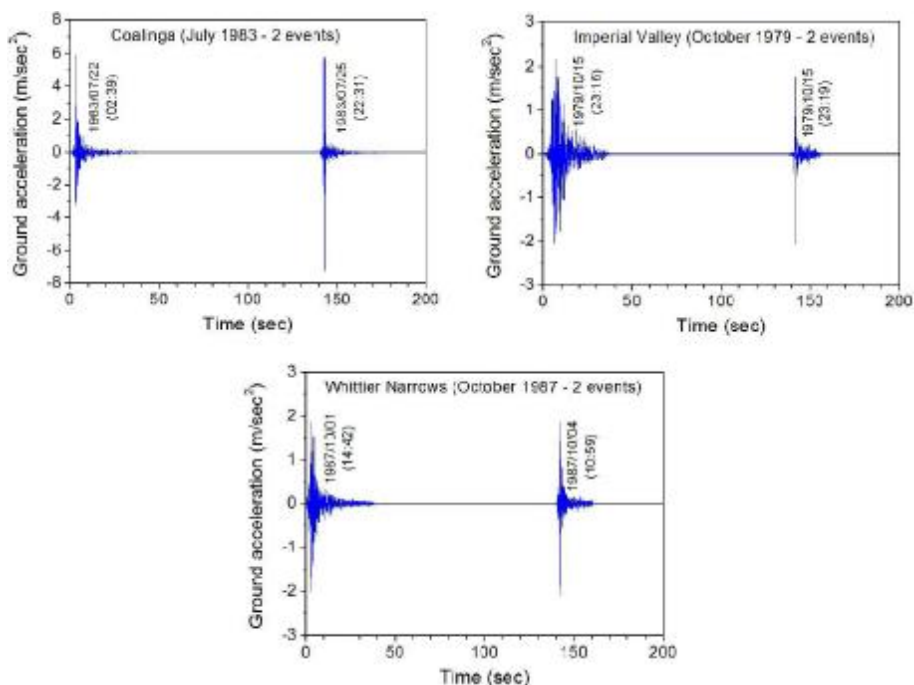 Coalinga (July 1983 - 2 events)
Ground acceleration (m/sec²)
8
6
4
2
0
-2
-4
-6
-8
1983/07/22
(02:39)
1983/07/25
(22:31)
0 50 100 150 200
Time (sec)
Imperial Valley (October 1979 - 2 events)
Ground acceleration (m/sec²)
3
2
1
0
-1
-2
-3
1979/10/15
(23:16)
1979/10/15
(23:19)
0 50 100 150 200
Time (sec)
Whittier Narrows (October 1987 - 2 events)
Ground acceleration (m/sec²)
3
2
1
0
-1
-2
-3
1987/10/01
(14:42)
1987/10/04
(10:59)
0 50 100 150 200
Time (sec)